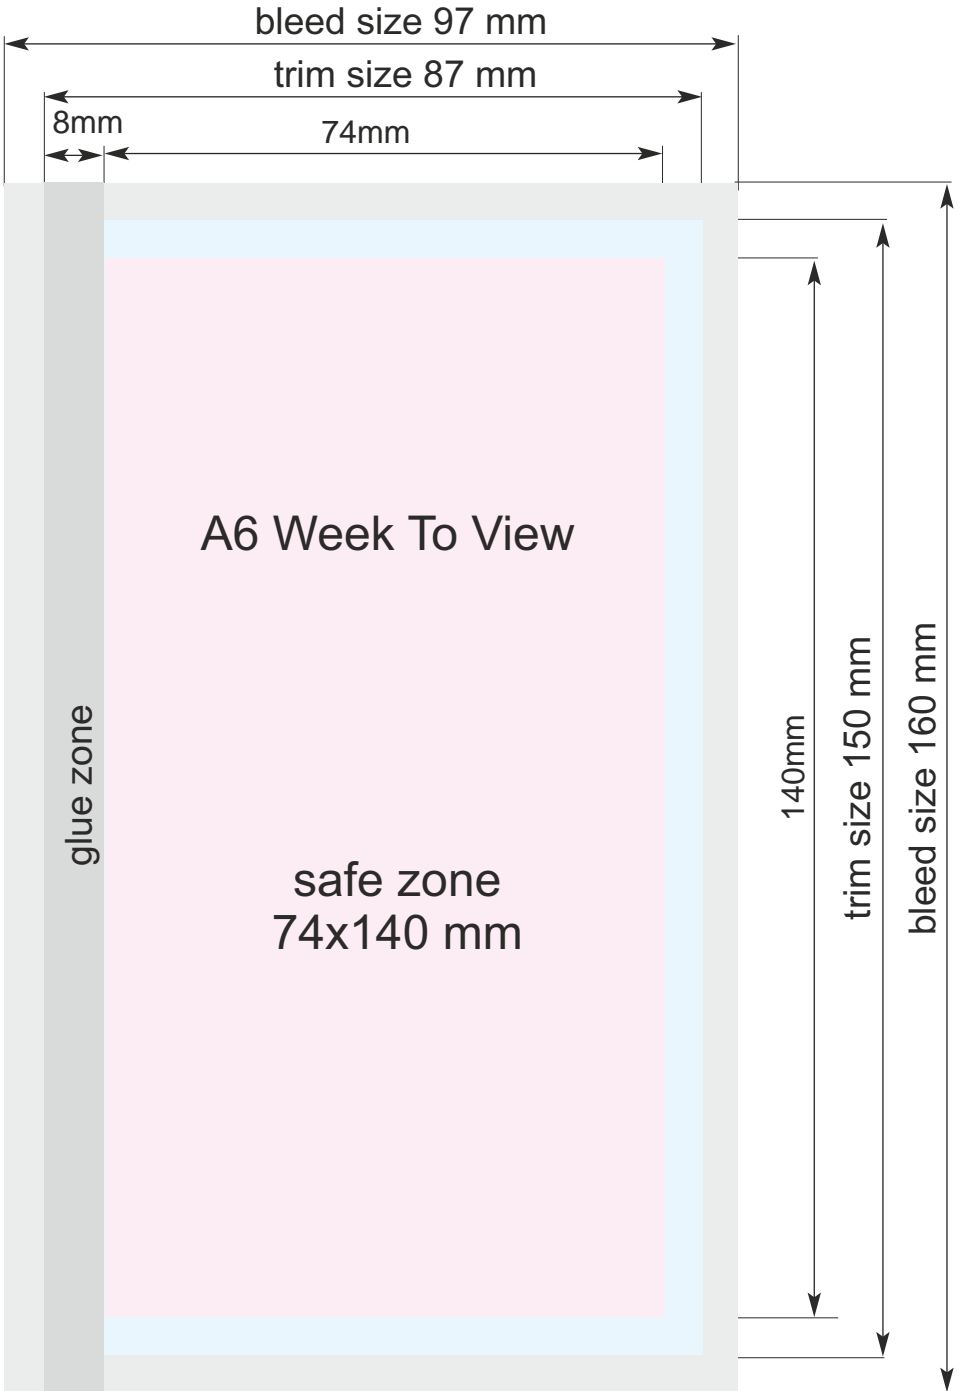 bleed size 97 mm
trim size 87 mm
8mm
74mm
A6 Week To View
glue zone
safe zone
74x140 mm
140mm
trim size 150 mm
bleed size 160 mm